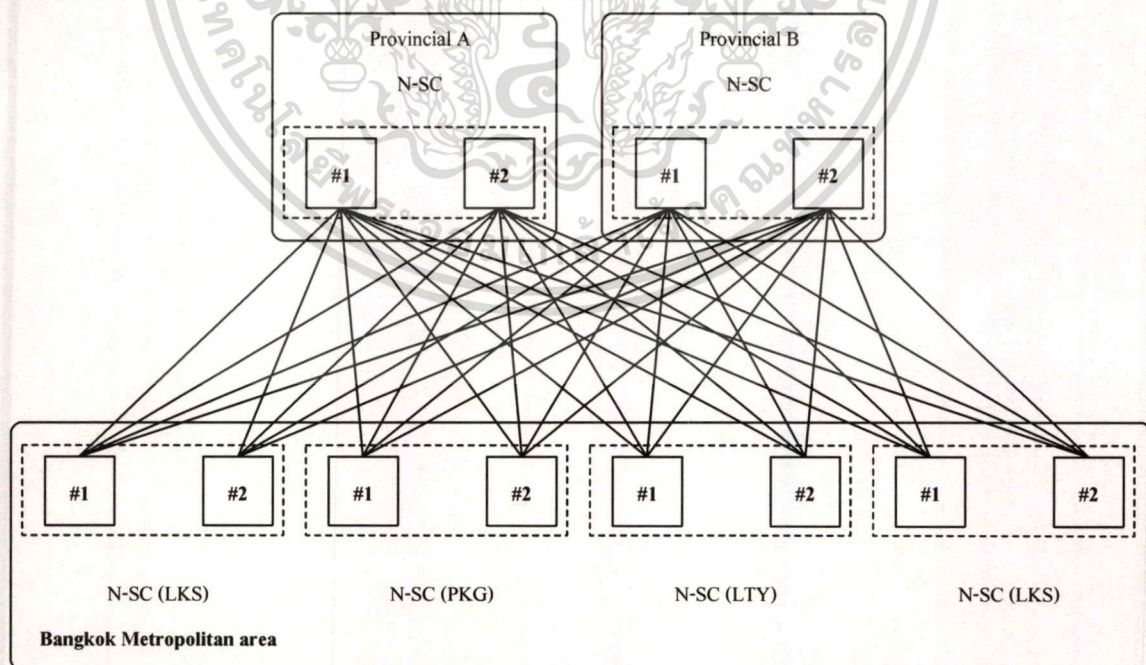 Provincial A
N-SC
#1
#2
Provincial B
N-SC
#1
#2
#1
#2
#1
#2
#1
#2
#1
#2
N-SC (LKS)
N-SC (PKG)
N-SC (LTY)
N-SC (LKS)
Bangkok Metropolitan area